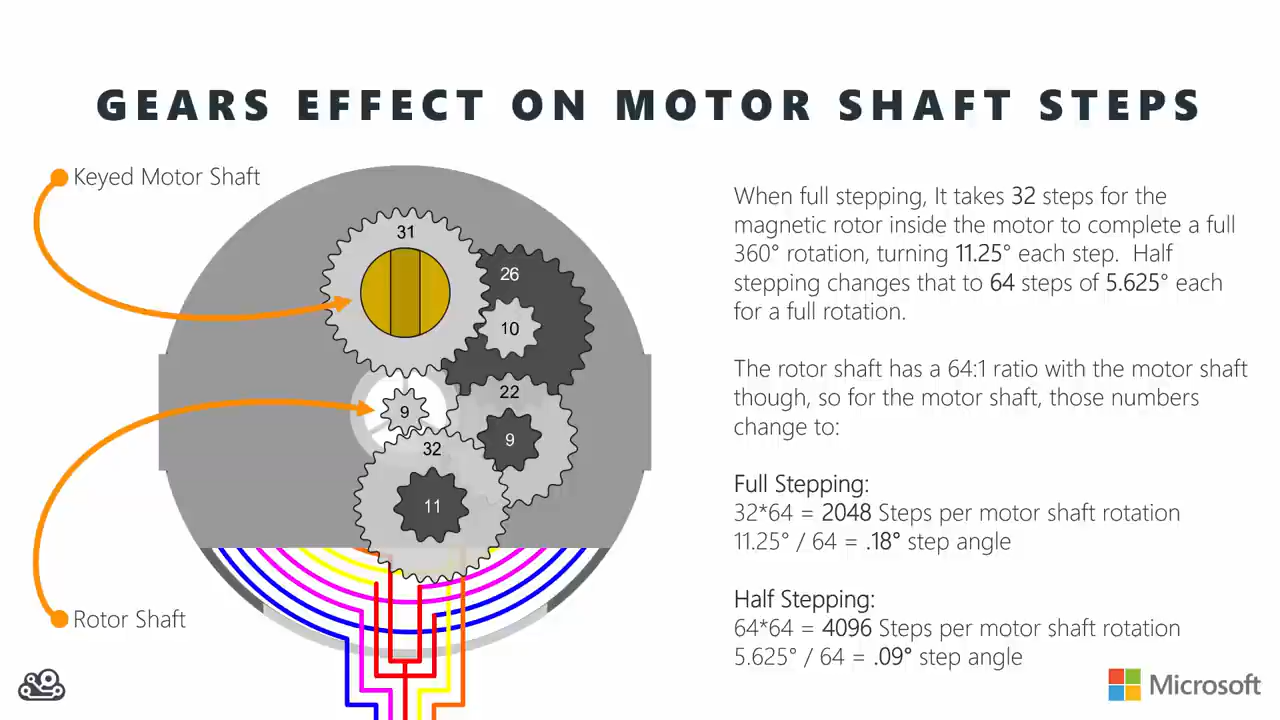 GEARS EFFECT ON MOTOR SHAFT STEPS
Keyed Motor Shaft
31
26
10
22
9
9
32
11
Rotor Shaft
When full stepping, It takes 32 steps for the
magnetic rotor inside the motor to complete a full
360° rotation, turning 11.25° each step.  Half
stepping changes that to 64 steps of 5.625° each
for a full rotation.
The rotor shaft has a 64:1 ratio with the motor shaft
though, so for the motor shaft, those numbers
change to:
Full Stepping:
32*64 = 2048 Steps per motor shaft rotation
11.25° / 64 = .18° step angle
Half Stepping:
64*64 = 4096 Steps per motor shaft rotation
5.625° / 64 = .09° step angle
Microsoft